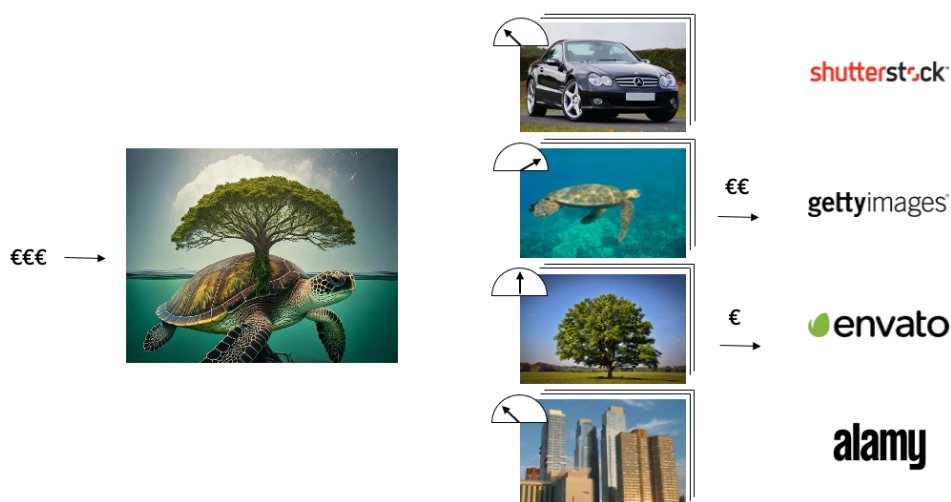 shutterstock
€€
gettyimages
€€€
€
envato
alamy